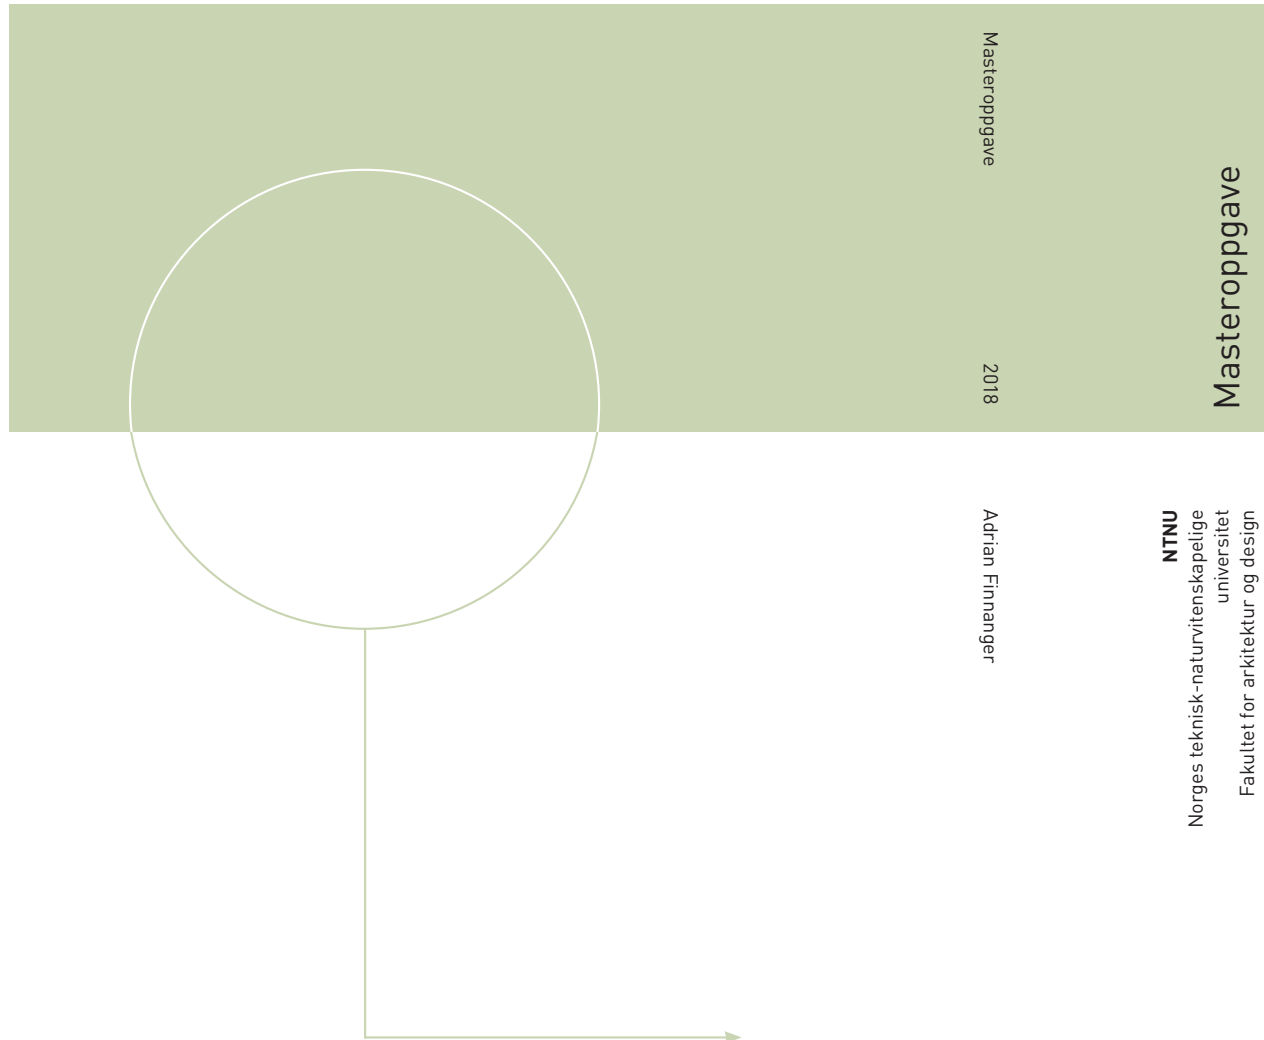 Masteroppgave
2018
Adrian Finnanger
Masteroppgave
NTNU
Norges teknisk-naturvitenskapelige
universitet
Fakultet for arkitektur og design